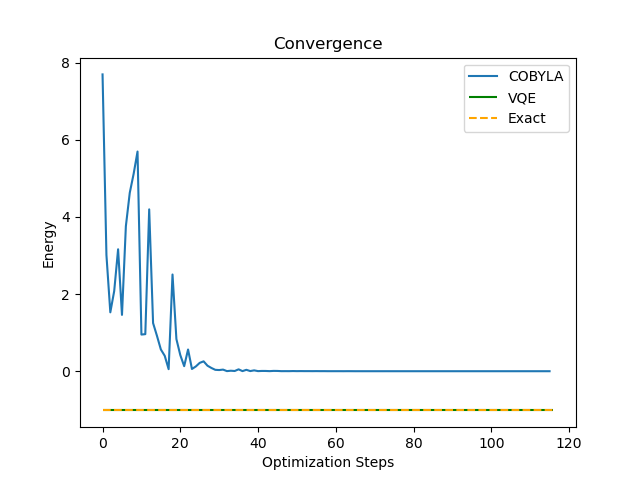 Convergence
8
6
4
2
0
Energy
COBYLA
VQE
Exact
0 20 40 60 80 100 120
Optimization Steps